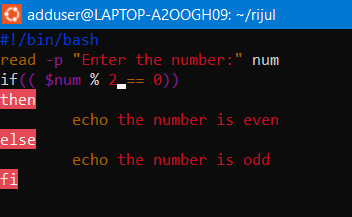 adduser@LAPTOP-A2OOGH09: ~/rijul
#!/bin/bash
read -p "Enter the number:" num
if(( $num % 2 == 0))
then
        echo the number is even
else
        echo the number is odd
fi